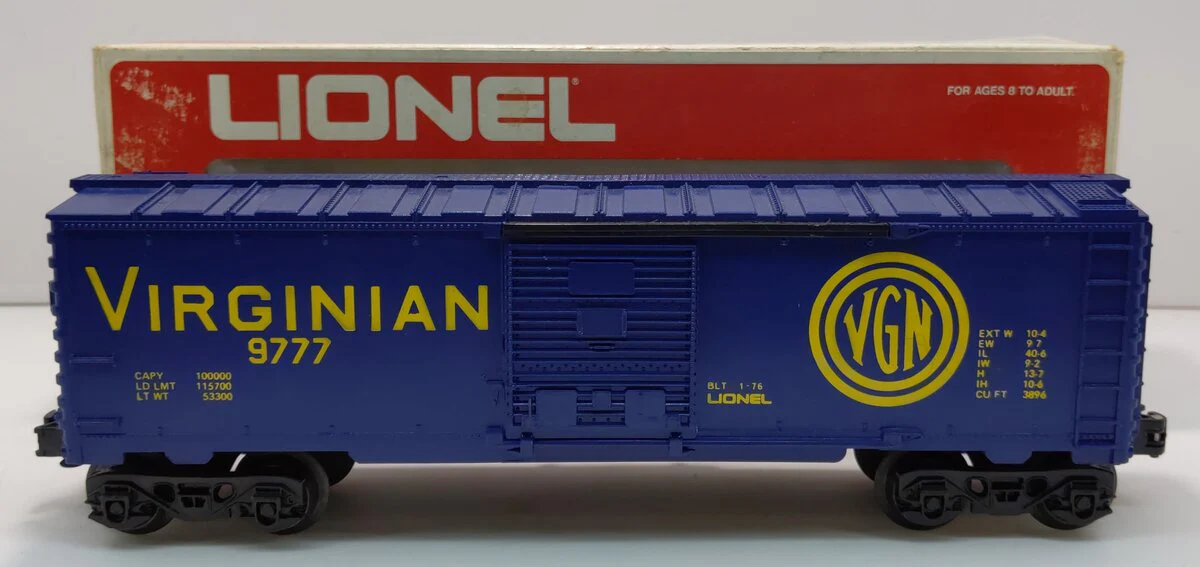 LIONEL®
FOR AGES 8 TO ADULT.
VIRGINIAN
9777
CAPY 100000
LD LMT 115700
LT WT 53300
BLT 1-76
LIONEL
VGN
EXT W 10-4
EW 9-7
IL 40-6
IW 9-2
H 13-7
IH 10-6
CU FT 3896